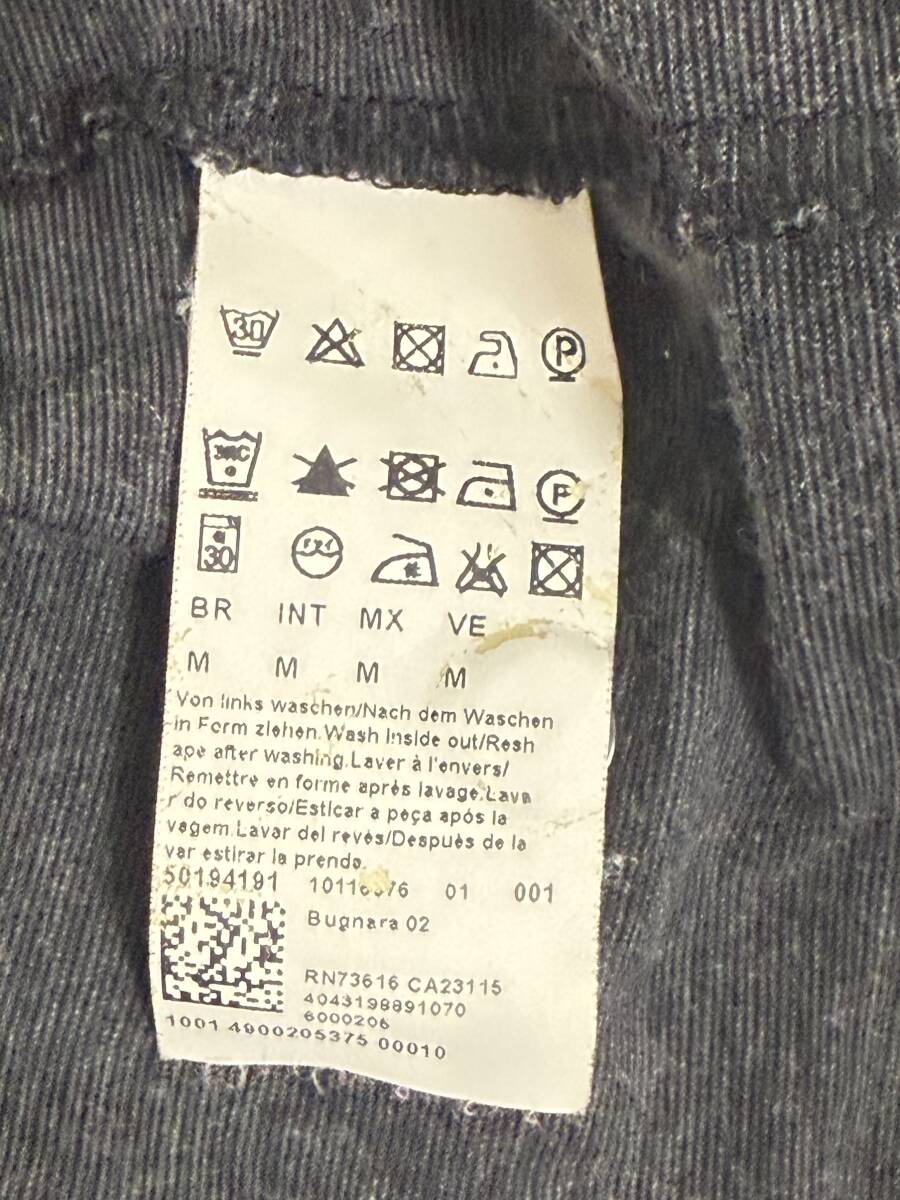 30 P
30°C P
30
BR INT MX VE
M M M M
Von links waschen/Nach dem Waschen
in Form ziehen.Wash inside out/Resh
ape after washing.Laver à l'envers/
Remettre en forme après lavage.Lava
r do reverso/Esticar a peça após la
vagem.Lavar del revés/Después de la
var estirar la prenda.
50194191 01 001
Bugnara 02
RN73616 CA23115
4043198891070
6000206
1001 4900205375 00010